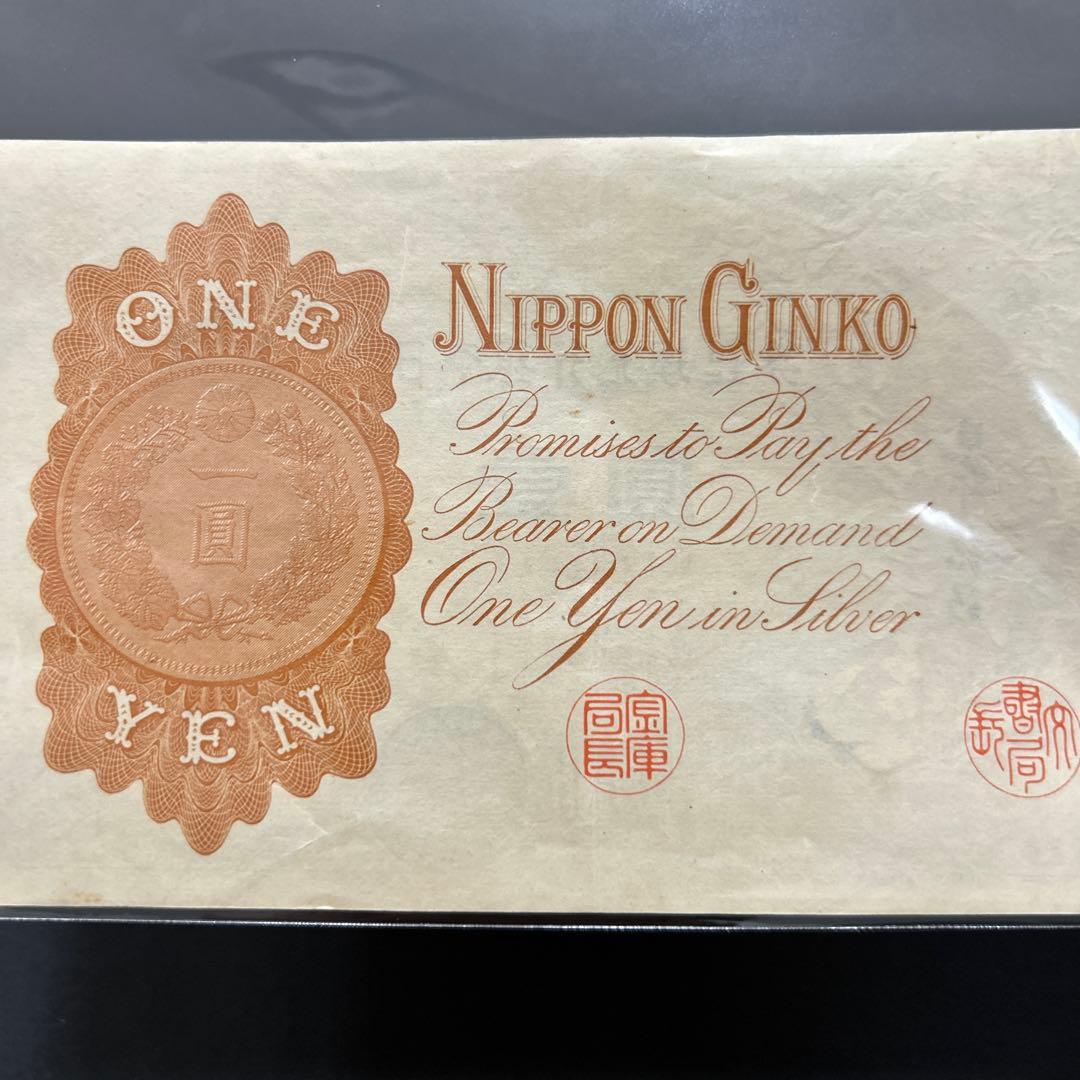 ONE
一
圓
YEN
NIPPON GINKO
Promises to Pay the
Bearer on Demand
One Yen in Silver
金庫局長
文書局長